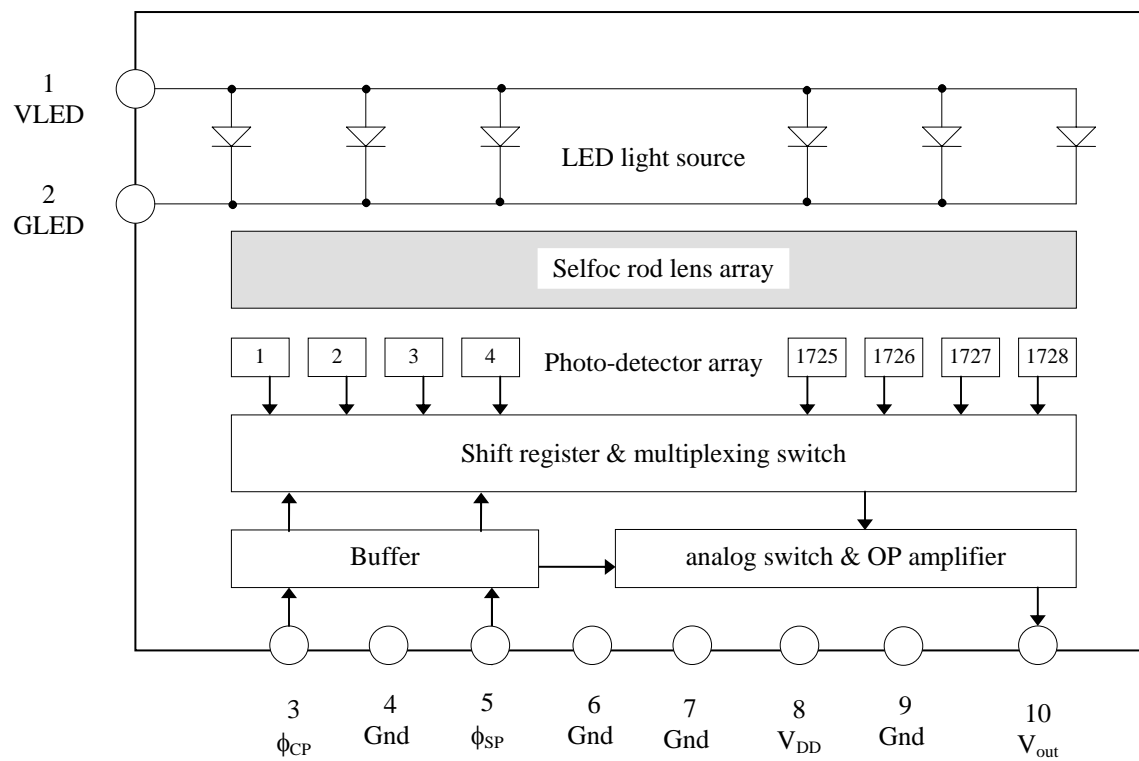 1
VLED
LED light source
2
GLED
Selfoc rod lens array
1 2 3 4 Photo-detector array 1725 1726 1727 1728
Shift register & multiplexing switch
Buffer
analog switch & OP amplifier
3
ϕCP
4
Gnd
5
ϕSP
6
Gnd
7
Gnd
8
VDD
9
Gnd
10
Vout